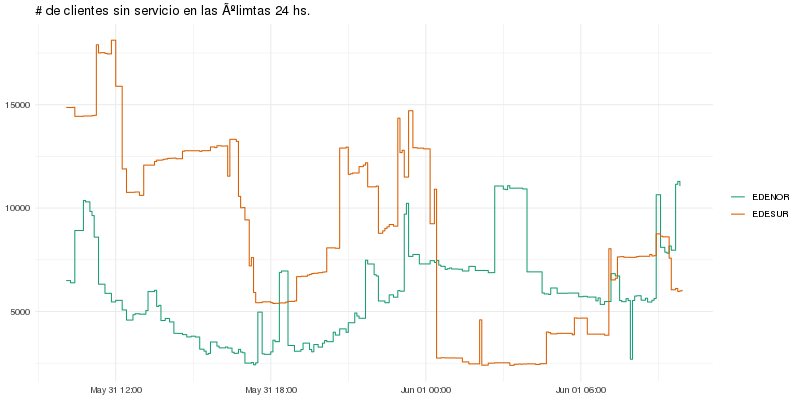 # de clientes sin servicio en las Ãºlimtas 24 hs.
15000
10000
5000
May 31 12:00
May 31 18:00
Jun 01 00:00
Jun 01 06:00
EDENOR
EDESUR